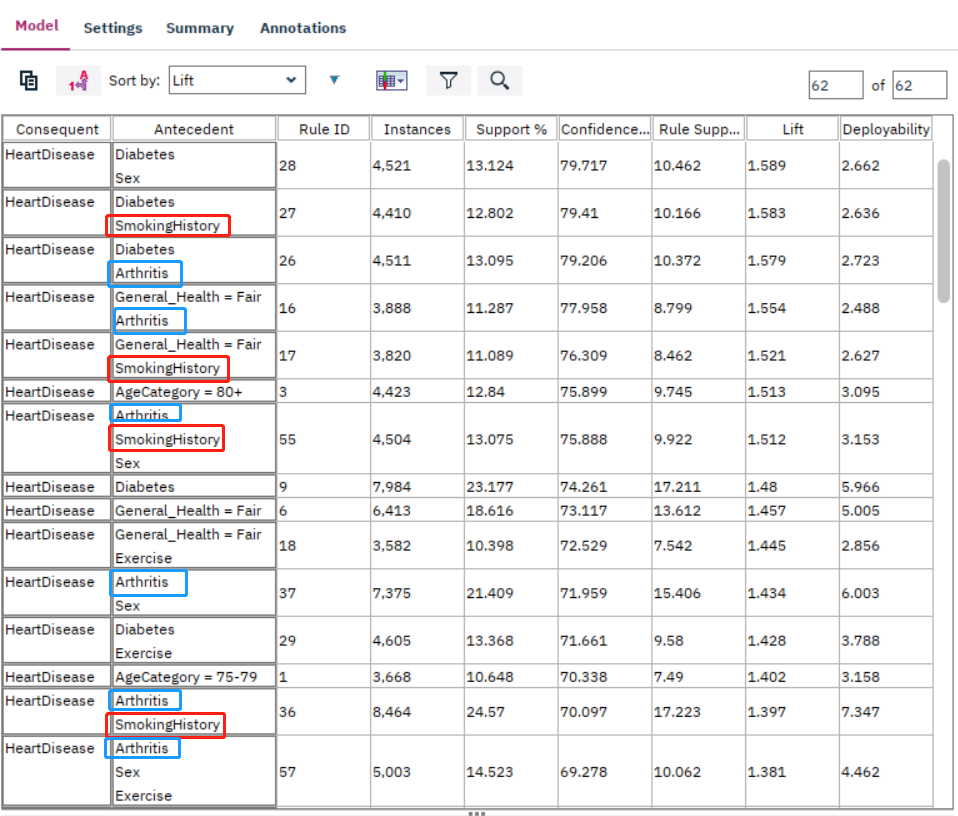 Model Settings Summary Annotations
Sort by: Lift 62 of 62
Consequent Antecedent Rule ID Instances Support % Confidence... Rule Supp... Lift Deployability
HeartDisease Diabetes
Sex 28 4,521 13.124 79.717 10.462 1.589 2.662
HeartDisease Diabetes
SmokingHistory 27 4,410 12.802 79.41 10.166 1.583 2.636
HeartDisease Diabetes
Arthritis 26 4,511 13.095 79.206 10.372 1.579 2.723
HeartDisease General_Health = Fair
Arthritis 16 3,888 11.287 77.958 8.799 1.554 2.488
HeartDisease General_Health = Fair
SmokingHistory 17 3,820 11.089 76.309 8.462 1.521 2.627
HeartDisease AgeCategory = 80+ 3 4,423 12.84 75.899 9.745 1.513 3.095
HeartDisease Arthritis
SmokingHistory 55 4,504 13.075 75.888 9.922 1.512 3.153
Sex
HeartDisease Diabetes 9 7,984 23.177 74.261 17.211 1.48 5.966
HeartDisease General_Health = Fair 6 6,413 18.616 73.117 13.612 1.457 5.005
HeartDisease General_Health = Fair
Exercise 18 3,582 10.398 72.529 7.542 1.445 2.856
HeartDisease Arthritis
Sex 37 7,375 21.409 71.959 15.406 1.434 6.003
HeartDisease Diabetes
Exercise 29 4,605 13.368 71.661 9.58 1.428 3.788
HeartDisease AgeCategory = 75-79 1 3,668 10.648 70.338 7.49 1.402 3.158
HeartDisease Arthritis
SmokingHistory 36 8,464 24.57 70.097 17.223 1.397 7.347
HeartDisease Arthritis
Sex 57 5,003 14.523 69.278 10.062 1.381 4.462
Exercise